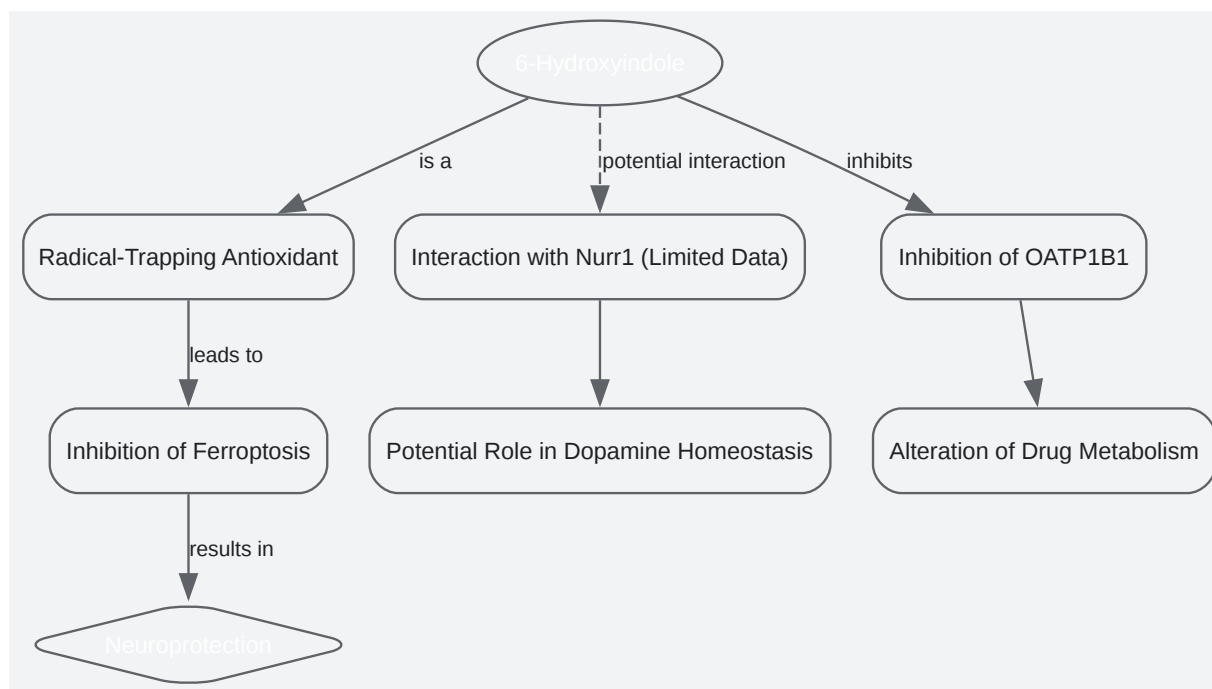 6-Hydroxyindole
is a
potential interaction
inhibits
Radical-Trapping Antioxidant
Interaction with Nurr1 (Limited Data)
Inhibition of OATP1B1
leads to
Inhibition of Ferroptosis
Potential Role in Dopamine Homeostasis
Alteration of Drug Metabolism
results in
Neuroprotection